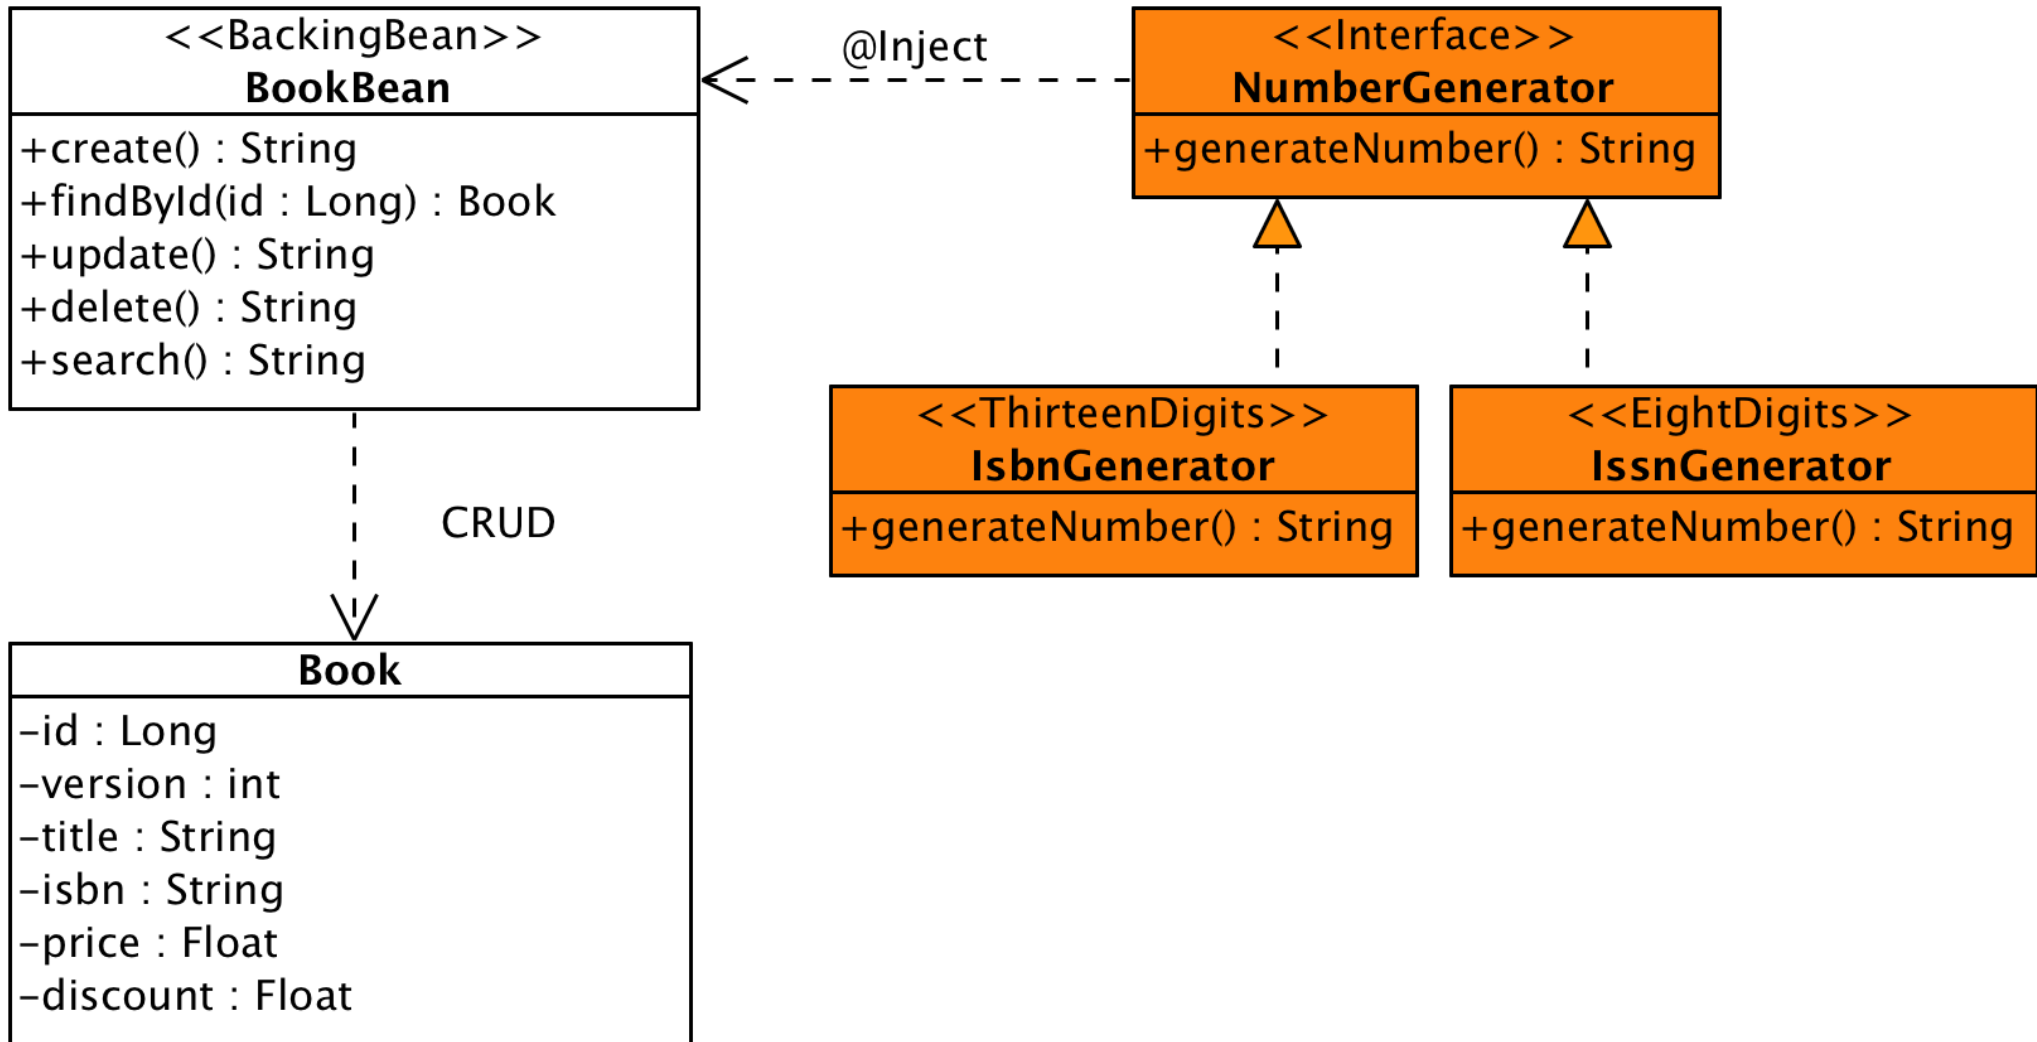 <<BackingBean>>
BookBean
+create() : String
+findById(id : Long) : Book
+update() : String
+delete() : String
+search() : String
@Inject
<<Interface>>
NumberGenerator
+generateNumber() : String
<<ThirteenDigits>>
IsbnGenerator
+generateNumber() : String
<<EightDigits>>
IssnGenerator
+generateNumber() : String
CRUD
Book
–id : Long
–version : int
–title : String
–isbn : String
–price : Float
–discount : Float